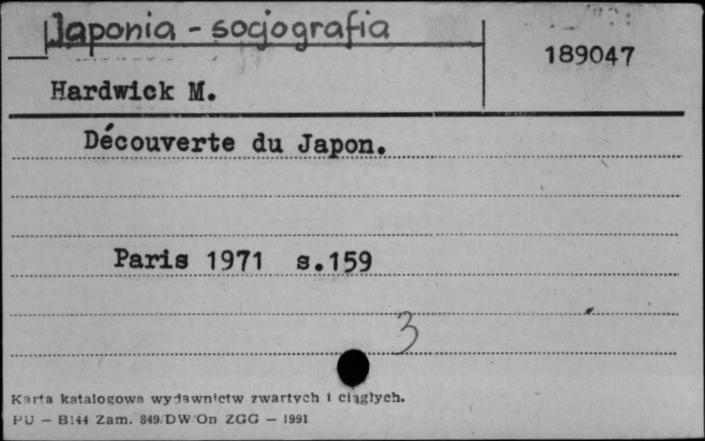 Japonia - socjografia
189047
Hardwick M.
Découverte du Japon.
Paris 1971 s.159
3
Karta katalogowa wydawnictw zwartych i ciągłych.
PU — B144 Zam. 849/DW/On ZGG — 1991